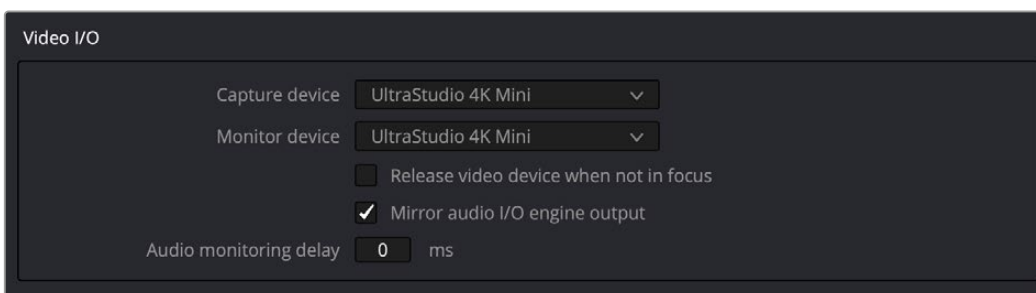 Video I/O
Capture device UltraStudio 4K Mini
Monitor device UltraStudio 4K Mini
Release video device when not in focus
Mirror audio I/O engine output
Audio monitoring delay 0 ms